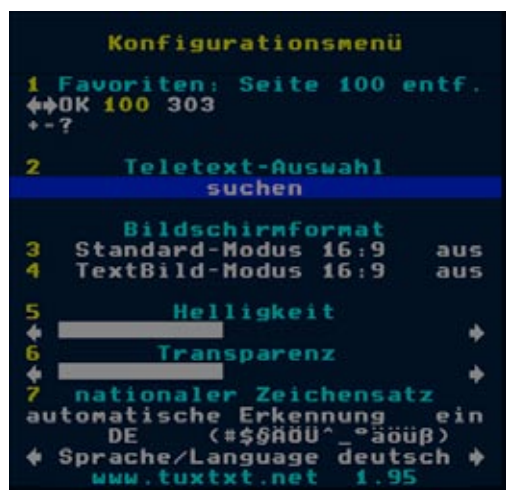 Konfigurationsmenü
1 Favoriten: Seite 100 entf.
OK 100 303
+-?
2 Teletext-Auswahl
suchen
Bildschirmformat
3 Standard-Modus 16:9 aus
4 TextBild-Modus 16:9 aus
5 Helligkeit
6 Transparenz
7 nationaler Zeichensatz
automatische Erkennung ein
DE (#$§ÄÖÜ^_°äöüß)
Sprache/Language deutsch
www.tuxtxt.net 1.95